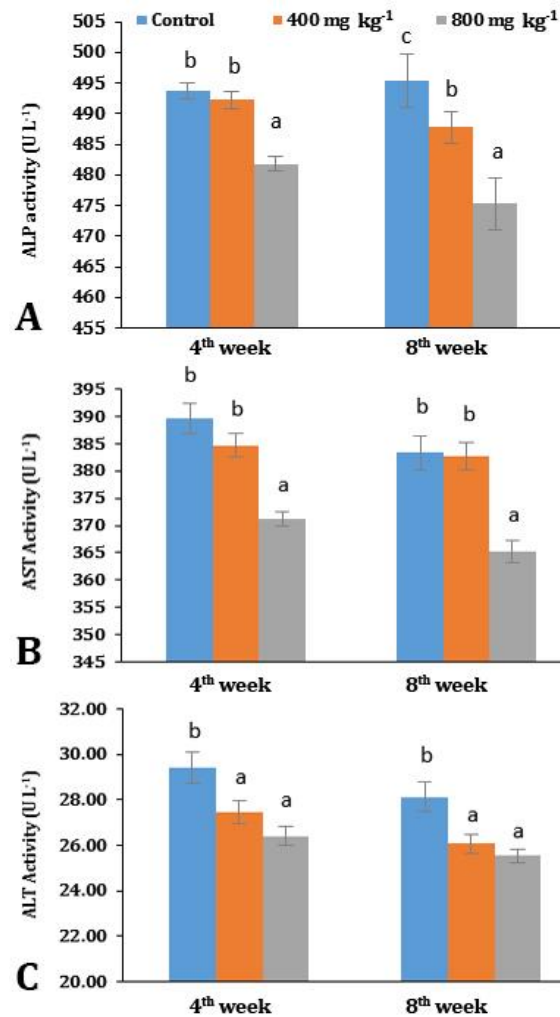 Control 400 mg kg⁻¹ 800 mg kg⁻¹
505
500
495
490
485
480
475
470
465
460
455
ALP activity (U L⁻¹)
b b a c b a
A
4th week 8th week
395
390
385
380
375
370
365
360
355
350
345
AST Activity (U L⁻¹)
b b a b b a
B
4th week 8th week
32.00
30.00
28.00
26.00
24.00
22.00
20.00
ALT Activity (U L⁻¹)
b a a b a a
C
4th week 8th week